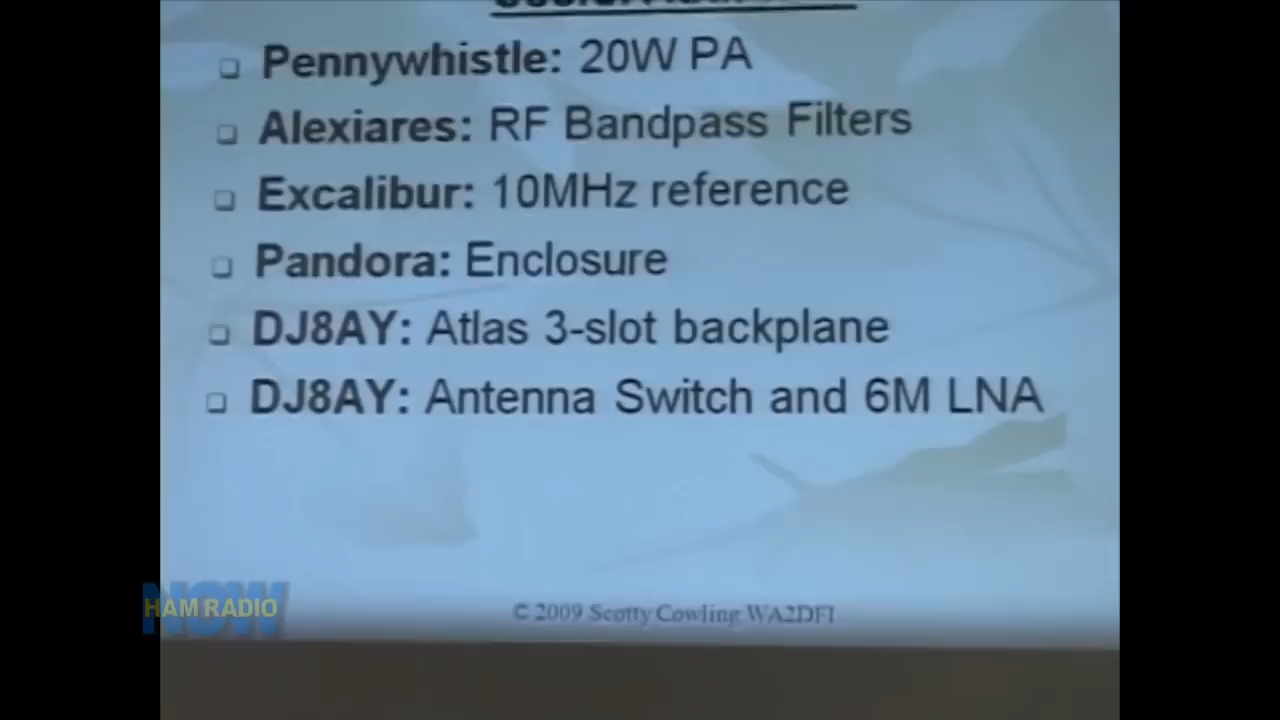 Pennywhistle: 20W PA
Alexiares: RF Bandpass Filters
Excalibur: 10MHz reference
Pandora: Enclosure
DJ8AY: Atlas 3-slot backplane
DJ8AY: Antenna Switch and 6M LNA
© 2009 Scotty Cowling WA2DFI
NOW
HAM RADIO